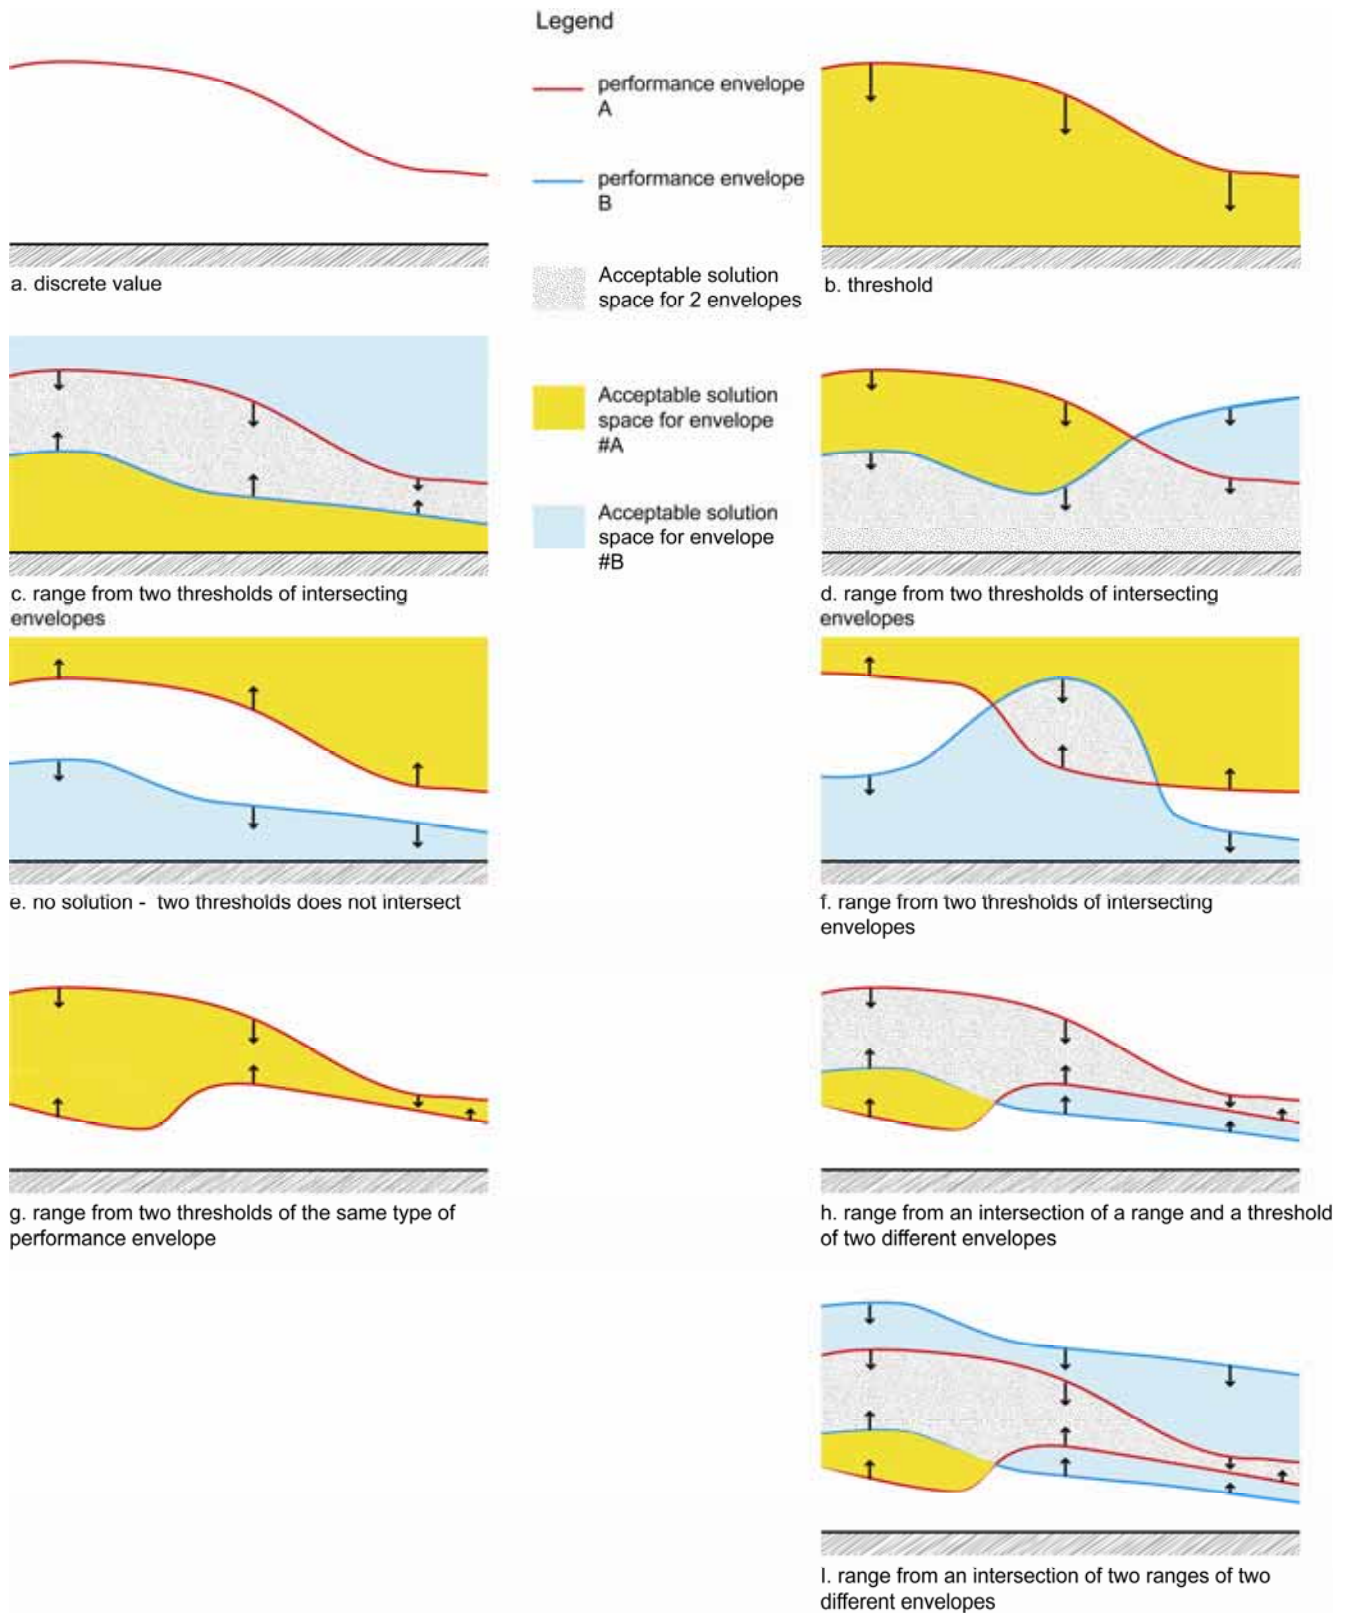 Legend
performance envelope
A
performance envelope
B
Acceptable solution
space for 2 envelopes
Acceptable solution
space for envelope
#A
Acceptable solution
space for envelope
#B
a. discrete value
b. threshold
c. range from two thresholds of intersecting
envelopes
d. range from two thresholds of intersecting
envelopes
e. no solution - two thresholds does not intersect
f. range from two thresholds of intersecting
envelopes
g. range from two thresholds of the same type of
performance envelope
h. range from an intersection of a range and a threshold
of two different envelopes
I. range from an intersection of two ranges of two
different envelopes